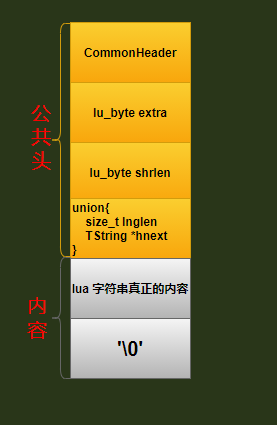 公共头
CommonHeader
lu_byte extra
lu_byte shrlen
union{
size_t lnglen
TString *hnext
}
内容
lua 字符串真正的内容
'\0'